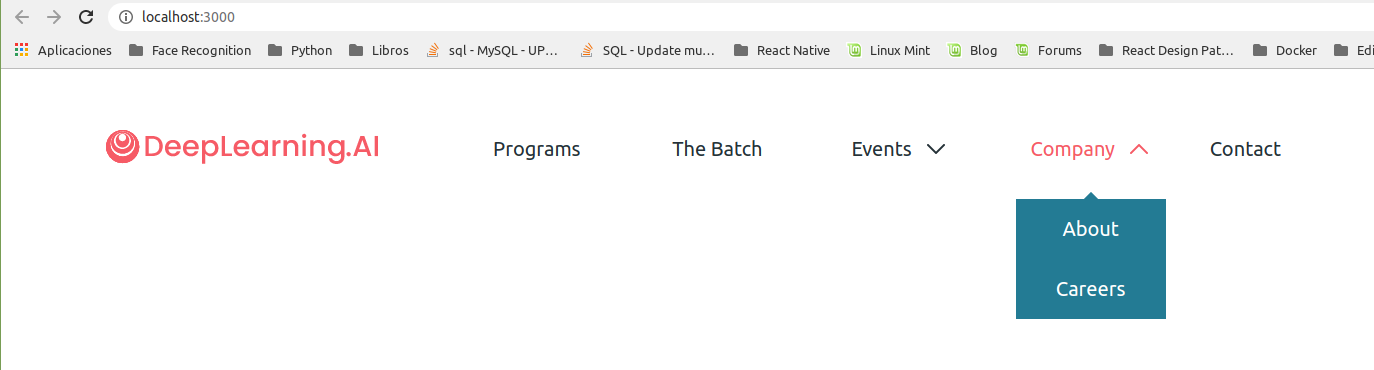 localhost:3000
Aplicaciones Face Recognition Python Libros sql - MySQL - UP… SQL - Update mu… React Native Linux Mint Blog Forums React Design Pat… Docker Edi
DeepLearning.AI Programs The Batch Events Company Contact
About
Careers